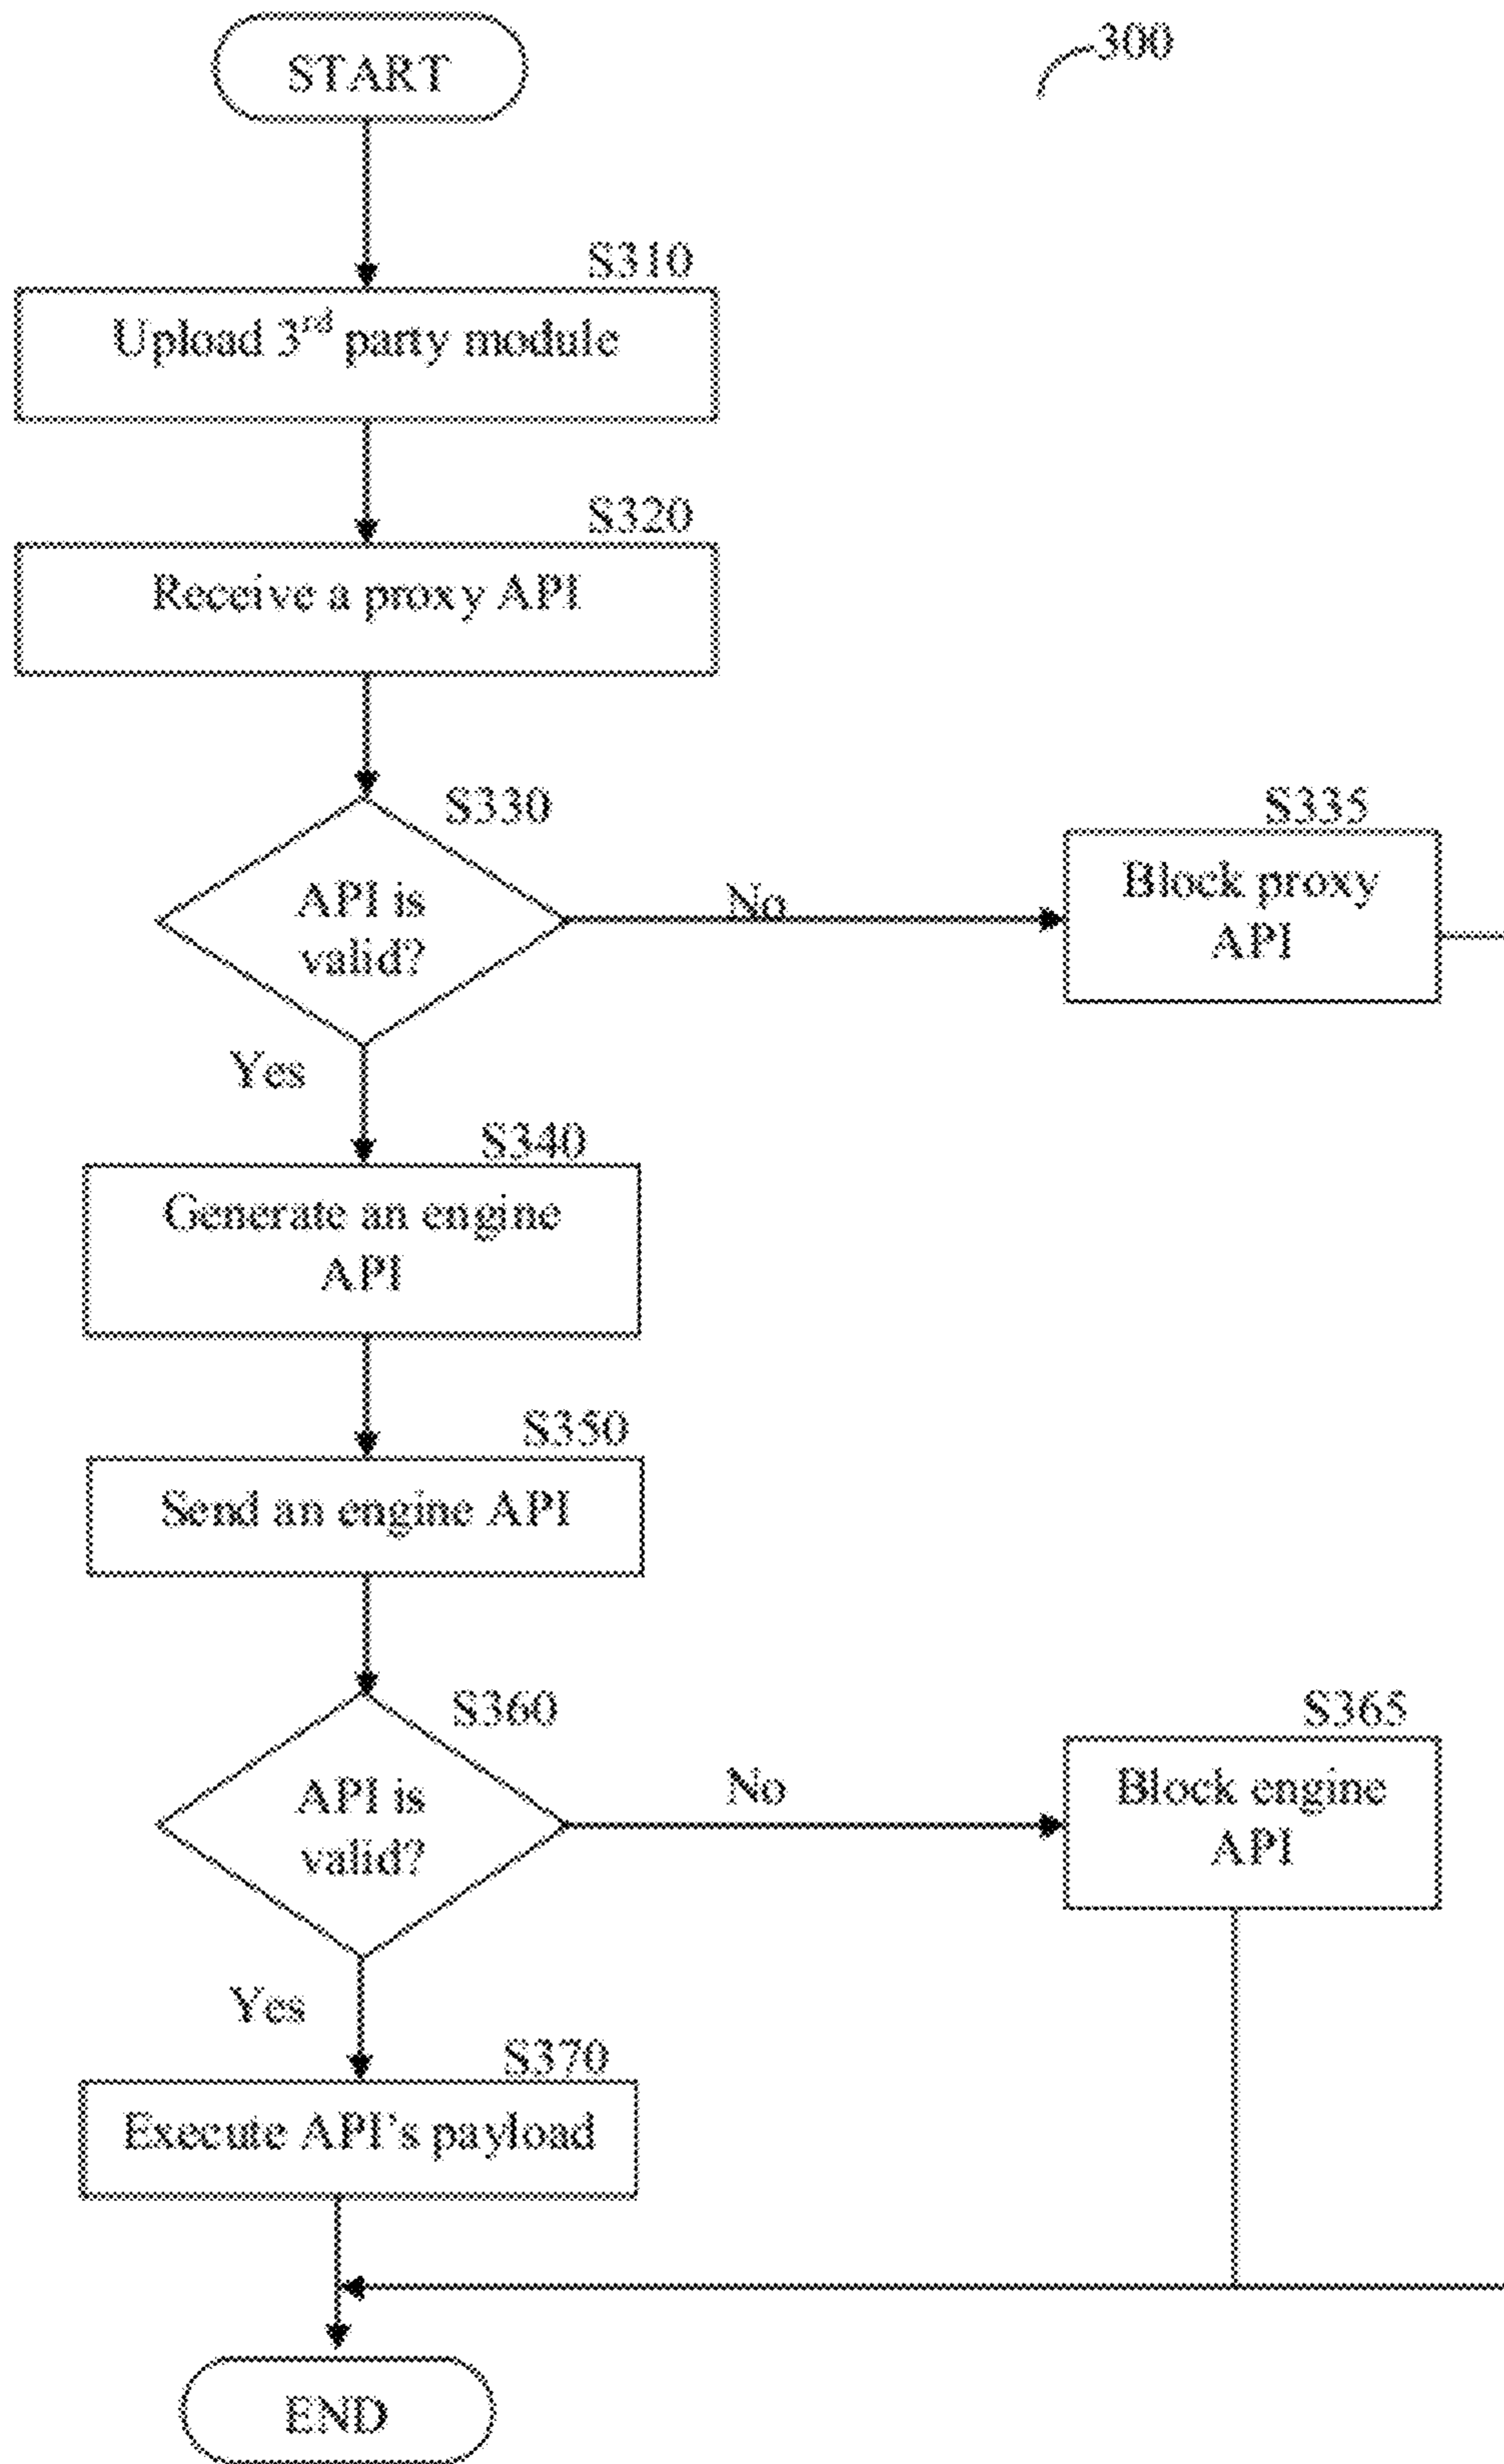 START
300
S310
Upload 3rd party module
S320
Receive a proxy API
S330
API is
valid?
No
S335
Block proxy
API
Yes
S340
Generate an engine
API
S350
Send an engine API
S360
API is
valid?
No
S365
Block engine
API
Yes
S370
Execute API's payload
END